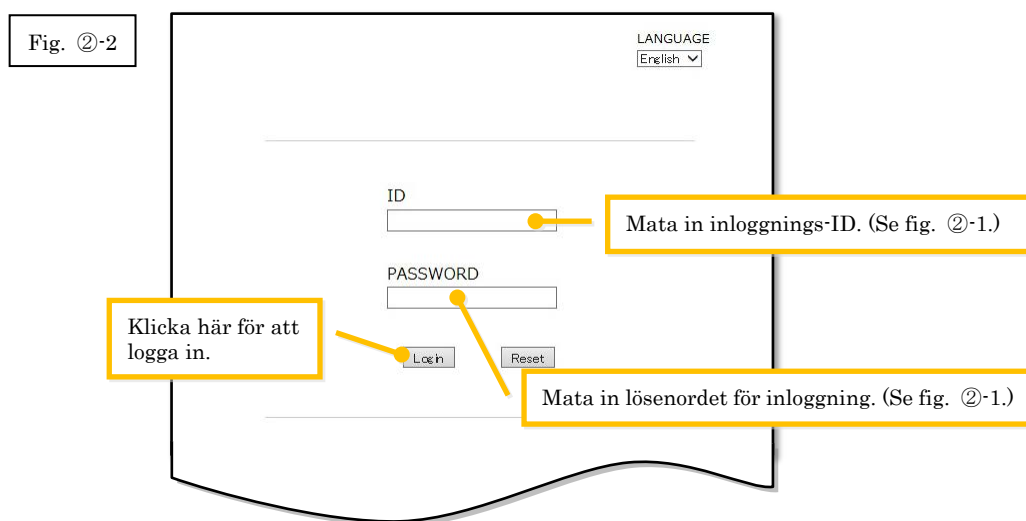 Fig. ②-2
LANGUAGE
English
ID
Mata in inloggnings-ID. (Se fig. ②-1.)
PASSWORD
Klicka här för att
logga in.
Login
Reset
Mata in lösenordet för inloggning. (Se fig. ②-1.)